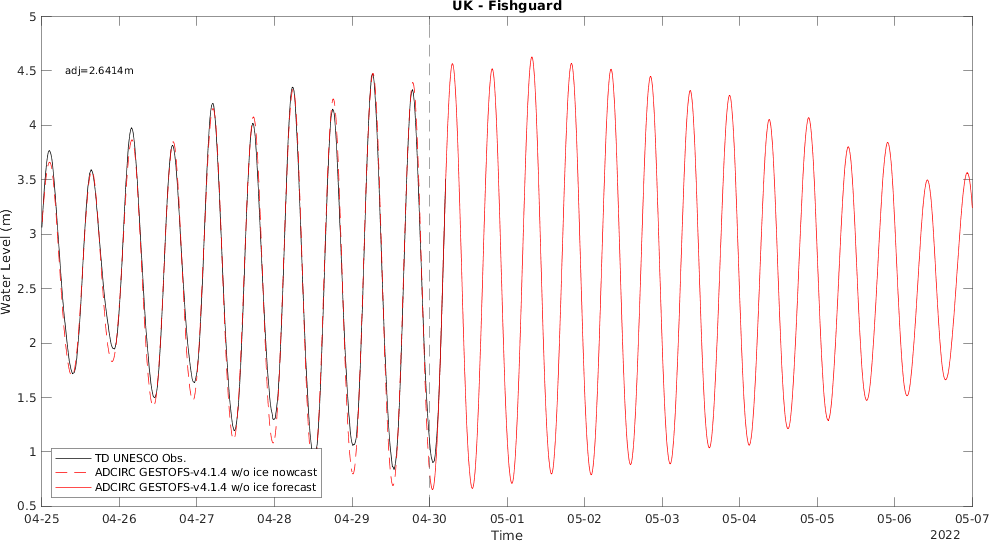 UK - Fishguard
5
4.5
4
3.5
3
2.5
2
1.5
1
0.5
Water Level (m)
adj=2.6414m
TD UNESCO Obs.
ADCIRC GESTOFS-v4.1.4 w/o ice nowcast
ADCIRC GESTOFS-v4.1.4 w/o ice forecast
04-25 04-26 04-27 04-28 04-29 04-30 05-01 05-02 05-03 05-04 05-05 05-06 05-07
Time
2022